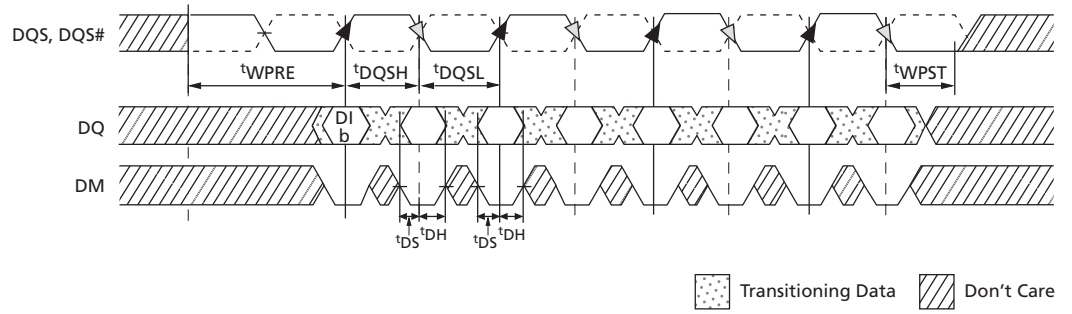 DQS, DQS#
tWPRE tDQSH tDQSL tWPST
DQ
DI
b
DM
tDS tDH tDS tDH
Transitioning Data Don't Care